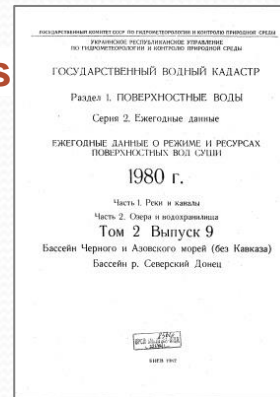 s
ГОСУДАРСТВЕННЫЙ КОМИТЕТ СССР ПО ГИДРОМЕТЕОРОЛОГИИ И КОНТРОЛЮ ПРИРОДНОЙ СРЕДЫ
УКРАИНСКОЕ РЕСПУБЛИКАНСКОЕ УПРАВЛЕНИЕ
ПО ГИДРОМЕТЕОРОЛОГИИ И КОНТРОЛЮ ПРИРОДНОЙ СРЕДЫ
ГОСУДАРСТВЕННЫЙ ВОДНЫЙ КАДАСТР
Раздел 1. ПОВЕРХНОСТНЫЕ ВОДЫ
Серия 2. Ежегодные данные
ЕЖЕГОДНЫЕ ДАННЫЕ О РЕЖИМЕ И РЕСУРСАХ
ПОВЕРХНОСТНЫХ ВОД СУШИ
1980 г.
Часть 1. Реки и каналы
Часть 2. Озера и водохранилища
Том 2 Выпуск 9
Бассейн Черного и Азовского морей (без Кавказа)
Бассейн р. Северский Донец